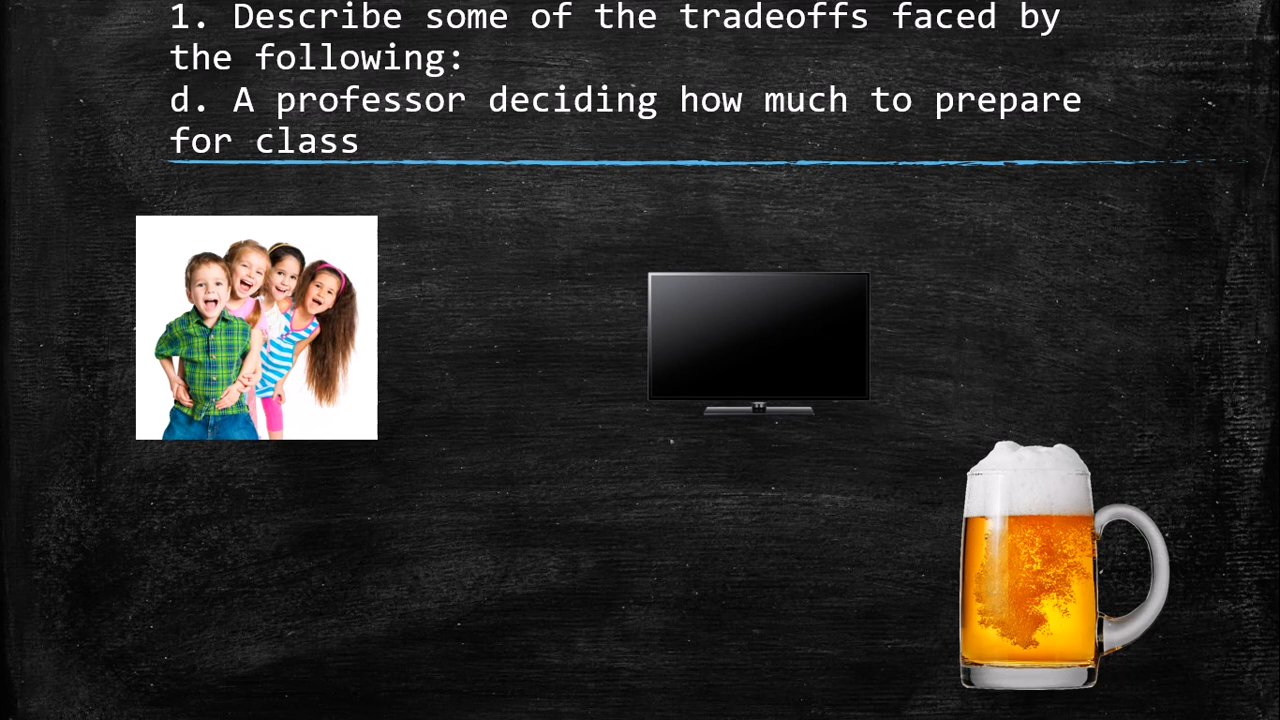 1. Describe some of the tradeoffs faced by
the following:
d. A professor deciding how much to prepare
for class